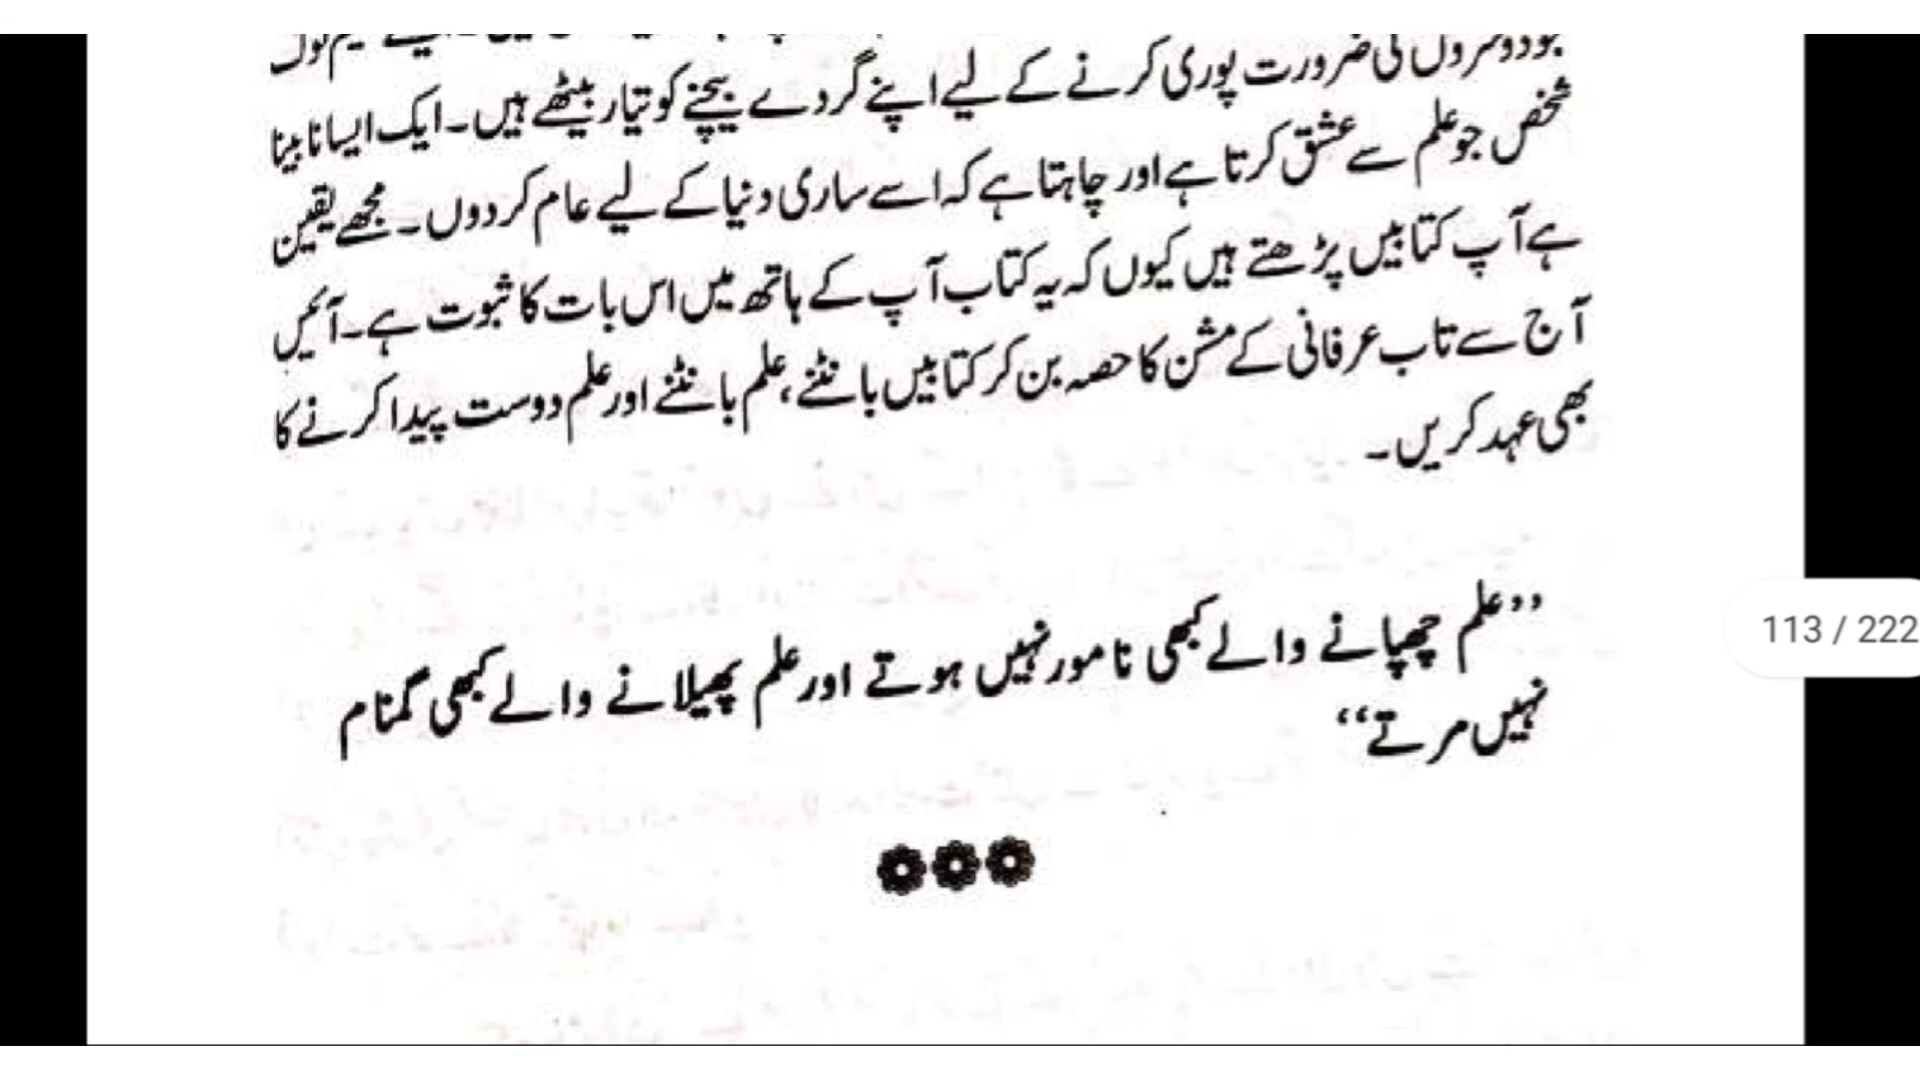 جو دوسروں کی ضرورت پوری کرنے کے لیے اپنے گردے بیچنے کو تیار بیٹھے ہیں۔ ایک ایسا نابینا
شخص جو علم سے عشق کرتا ہے اور چاہتا ہے کہ اسے ساری دنیا کے لیے عام کردوں۔ مجھے یقین
ہے آپ کتابیں پڑھتے ہیں کیوں کہ یہ کتاب آپ کے ہاتھ میں اس بات کا ثبوت ہے۔ آئیں
آج سے تاب عرفانی کے مشن کا حصہ بن کر کتابیں بانٹنے، علم بانٹنے اور علم دوست پیدا کرنے کا
بھی عہد کریں۔
”علم چھپانے والے کبھی نامور نہیں ہوتے اور علم پھیلانے والے کبھی گمنام
نہیں مرتے“
113 / 222